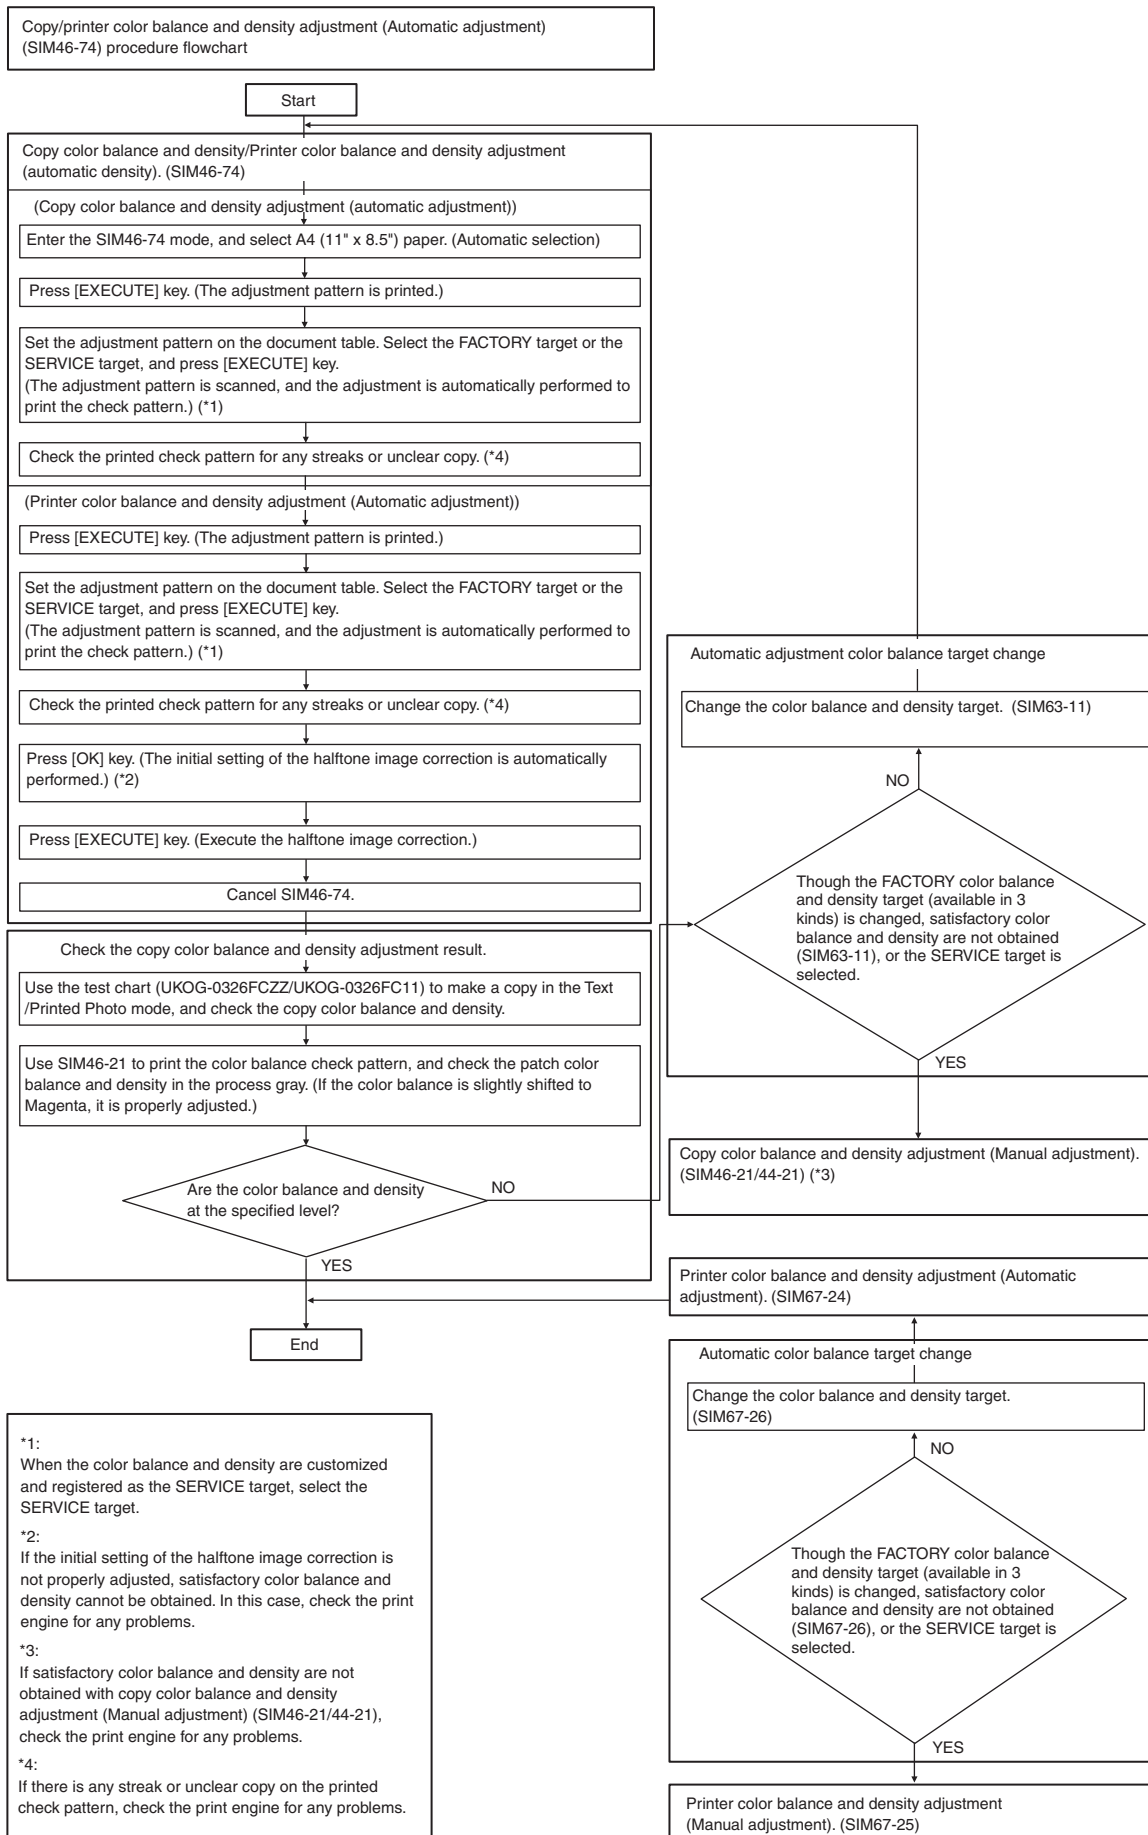 Copy/printer color balance and density adjustment (Automatic adjustment)
(SIM46-74) procedure flowchart
Start
Copy color balance and density/Printer color balance and density adjustment
(automatic density). (SIM46-74)
(Copy color balance and density adjustment (automatic adjustment))
Enter the SIM46-74 mode, and select A4 (11" x 8.5") paper. (Automatic selection)
Press [EXECUTE] key. (The adjustment pattern is printed.)
Set the adjustment pattern on the document table. Select the FACTORY target or the
SERVICE target, and press [EXECUTE] key.
(The adjustment pattern is scanned, and the adjustment is automatically performed to
print the check pattern.) (*1)
Check the printed check pattern for any streaks or unclear copy. (*4)
(Printer color balance and density adjustment (Automatic adjustment))
Press [EXECUTE] key. (The adjustment pattern is printed.)
Set the adjustment pattern on the document table. Select the FACTORY target or the
SERVICE target, and press [EXECUTE] key.
(The adjustment pattern is scanned, and the adjustment is automatically performed to
print the check pattern.) (*1)
Check the printed check pattern for any streaks or unclear copy. (*4)
Press [OK] key. (The initial setting of the halftone image correction is automatically
performed.) (*2)
Press [EXECUTE] key. (Execute the halftone image correction.)
Cancel SIM46-74.
Check the copy color balance and density adjustment result.
Use the test chart (UKOG-0326FCZZ/UKOG-0326FC11) to make a copy in the Text
/Printed Photo mode, and check the copy color balance and density.
Use SIM46-21 to print the color balance check pattern, and check the patch color
balance and density in the process gray. (If the color balance is slightly shifted to
Magenta, it is properly adjusted.)
Are the color balance and density
at the specified level?
NO
YES
End
Automatic adjustment color balance target change
Change the color balance and density target. (SIM63-11)
NO
Though the FACTORY color balance
and density target (available in 3
kinds) is changed, satisfactory color
balance and density are not obtained
(SIM63-11), or the SERVICE target is
selected.
YES
Copy color balance and density adjustment (Manual adjustment).
(SIM46-21/44-21) (*3)
Printer color balance and density adjustment (Automatic
adjustment). (SIM67-24)
Automatic color balance target change
Change the color balance and density target.
(SIM67-26)
NO
Though the FACTORY color balance
and density target (available in 3
kinds) is changed, satisfactory color
balance and density are not obtained
(SIM67-26), or the SERVICE target is
selected.
YES
Printer color balance and density adjustment
(Manual adjustment). (SIM67-25)
*1:
When the color balance and density are customized
and registered as the SERVICE target, select the
SERVICE target.
*2:
If the initial setting of the halftone image correction is
not properly adjusted, satisfactory color balance and
density cannot be obtained. In this case, check the print
engine for any problems.
*3:
If satisfactory color balance and density are not
obtained with copy color balance and density
adjustment (Manual adjustment) (SIM46-21/44-21),
check the print engine for any problems.
*4:
If there is any streak or unclear copy on the printed
check pattern, check the print engine for any problems.